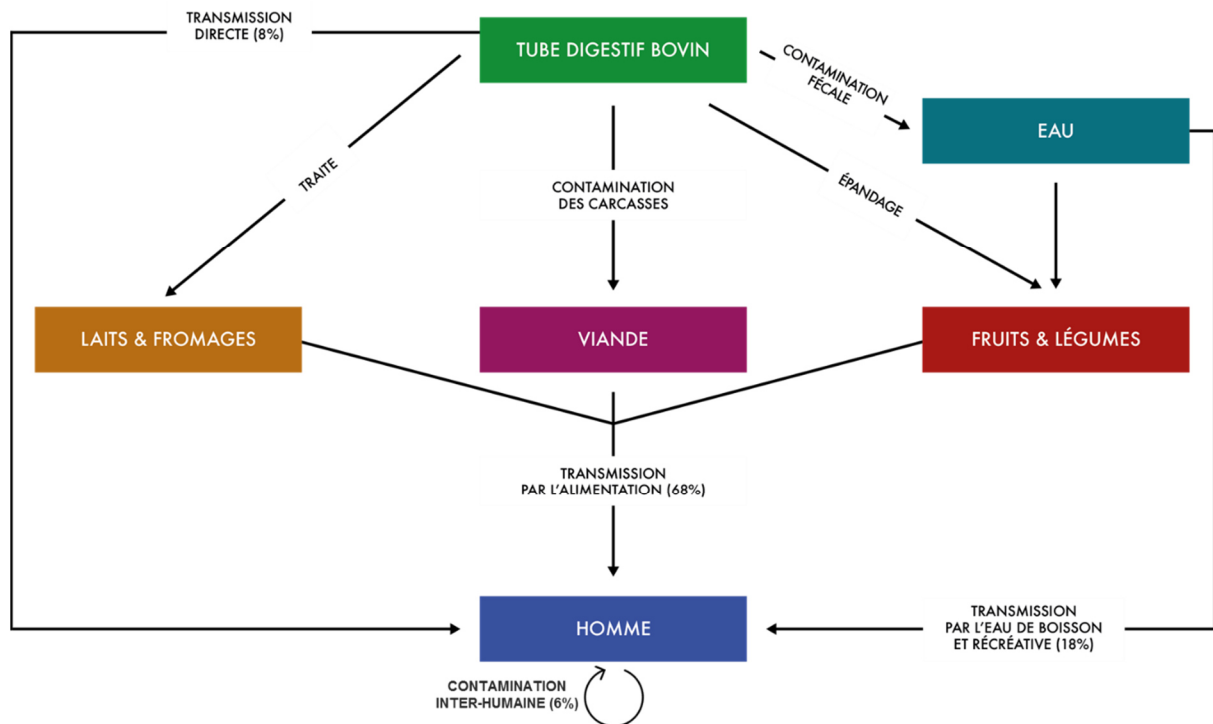 TRANSMISSION
DIRECTE (8%)
TUBE DIGESTIF BOVIN
CONTAMINATION
FÉCALE
EAU
TRAITE
CONTAMINATION
DES CARCASSES
ÉPANDAGE
LAITS & FROMAGES
VIANDE
FRUITS & LÉGUMES
TRANSMISSION
PAR L'ALIMENTATION (68%)
HOMME
TRANSMISSION
PAR L'EAU DE BOISSON
ET RÉCRÉATIVE (18%)
CONTAMINATION
INTER-HUMAINE (6%)